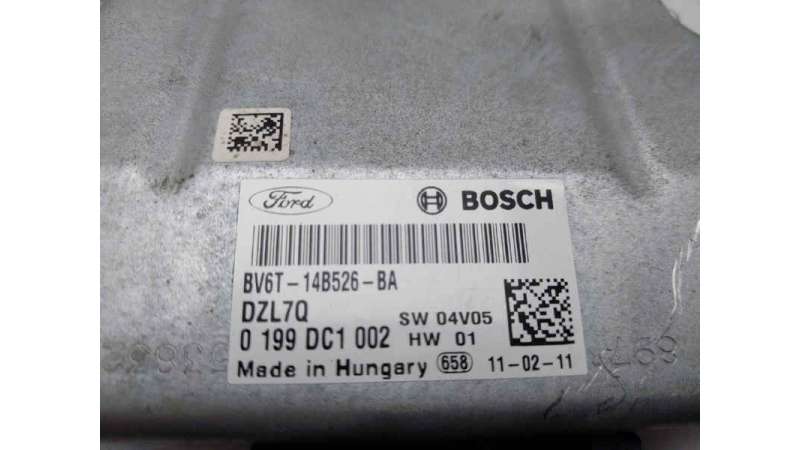 Ford BOSCH
BV6T-14B526-BA
DZL7Q SW 04V05
0 199 DC1 002 HW 01
Made in Hungary 658 11-02-11